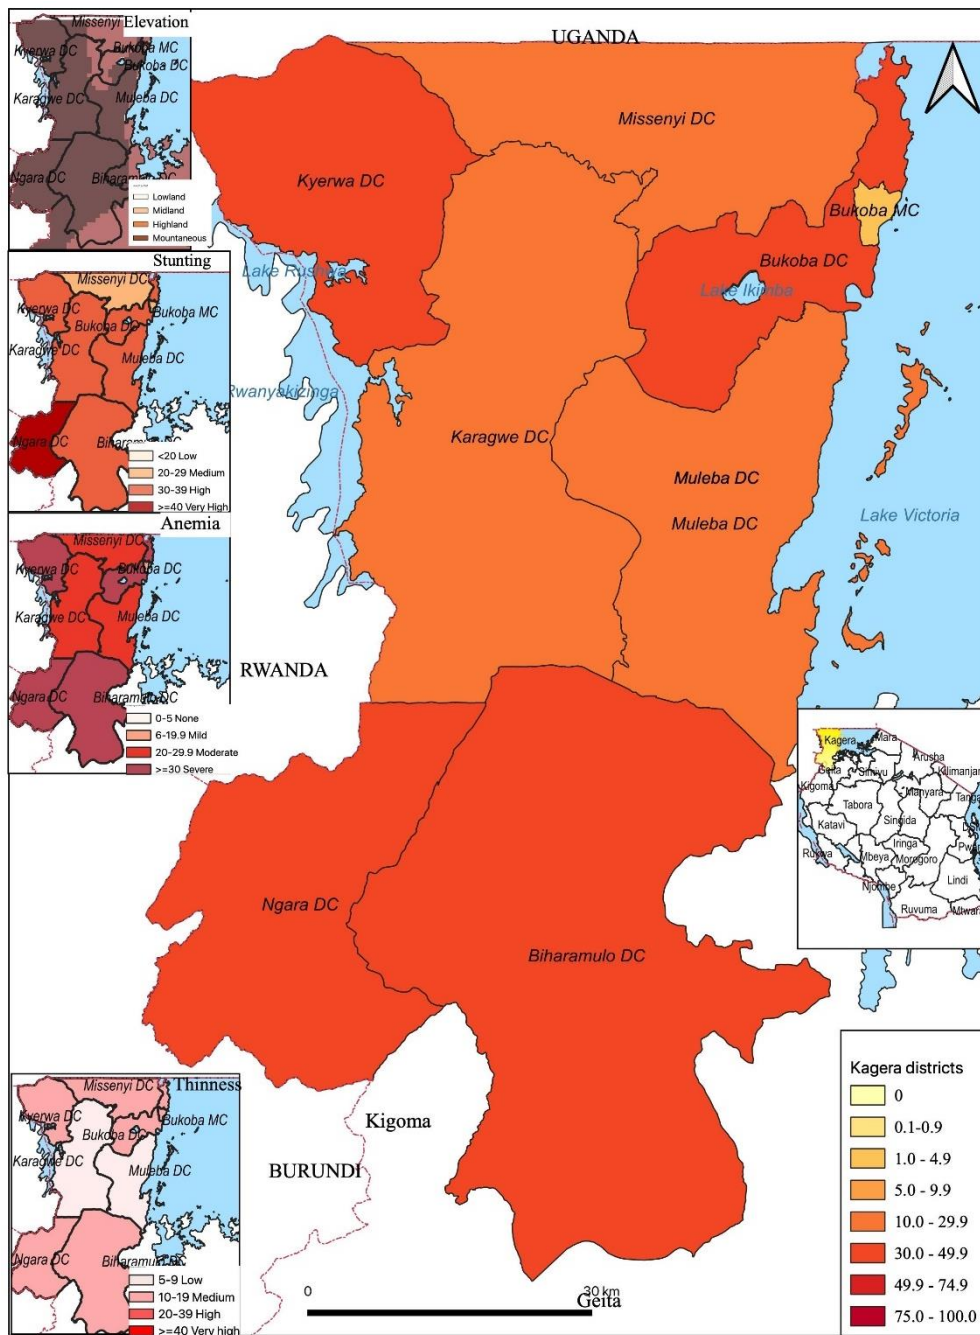 Missenyi DC
Elevation
Kyerwa DC
Bukoba MC
Bukoba DC
Karagwe DC
Muleba DC
Ngara DC
Lowland
Midland
Highland
Mountaneous
Stunting
Missenyi DC
Kyerwa DC
Bukoba MC
Bukoba DC
Karagwe DC
Muleba DC
Ngara DC
<20 Low
20-29 Medium
30-39 High
>=40 Very High
Anemia
Missenyi DC
Kyerwa DC
Bukoba DC
Karagwe DC
Muleba DC
Ngara DC
Biharamulo DC
0-5 None
6-19.9 Mild
20-29.9 Moderate
>=30 Severe
UGANDA
Missenyi DC
Kyerwa DC
Bukoba MC
Bukoba DC
Lake Ikimba
Rwanyakizinga
Karagwe DC
Muleba DC
Muleba DC
Lake Victoria
RWANDA
Ngara DC
Biharamulo DC
Kagera
Mara
Arusha
Geita
Simiyu
Kilimanjar
Kigoma
Manyara
Tanga
Tabora
Singida
Katavi
Iringa
Rukwa
Mbeya
Morogoro
Njombe
Lindi
Ruvuma
Mtwar
Thinness
Missenyi DC
Kyerwa DC
Bukoba MC
Bukoba DC
Karagwe DC
Muleba DC
Ngara DC
5-9 Low
10-19 Medium
20-39 High
>=40 Very high
Kigoma
BURUNDI
0
30 km
Geita
Kagera districts
0
0.1-0.9
1.0 - 4.9
5.0 - 9.9
10.0 - 29.9
30.0 - 49.9
49.9 - 74.9
75.0 - 100.0